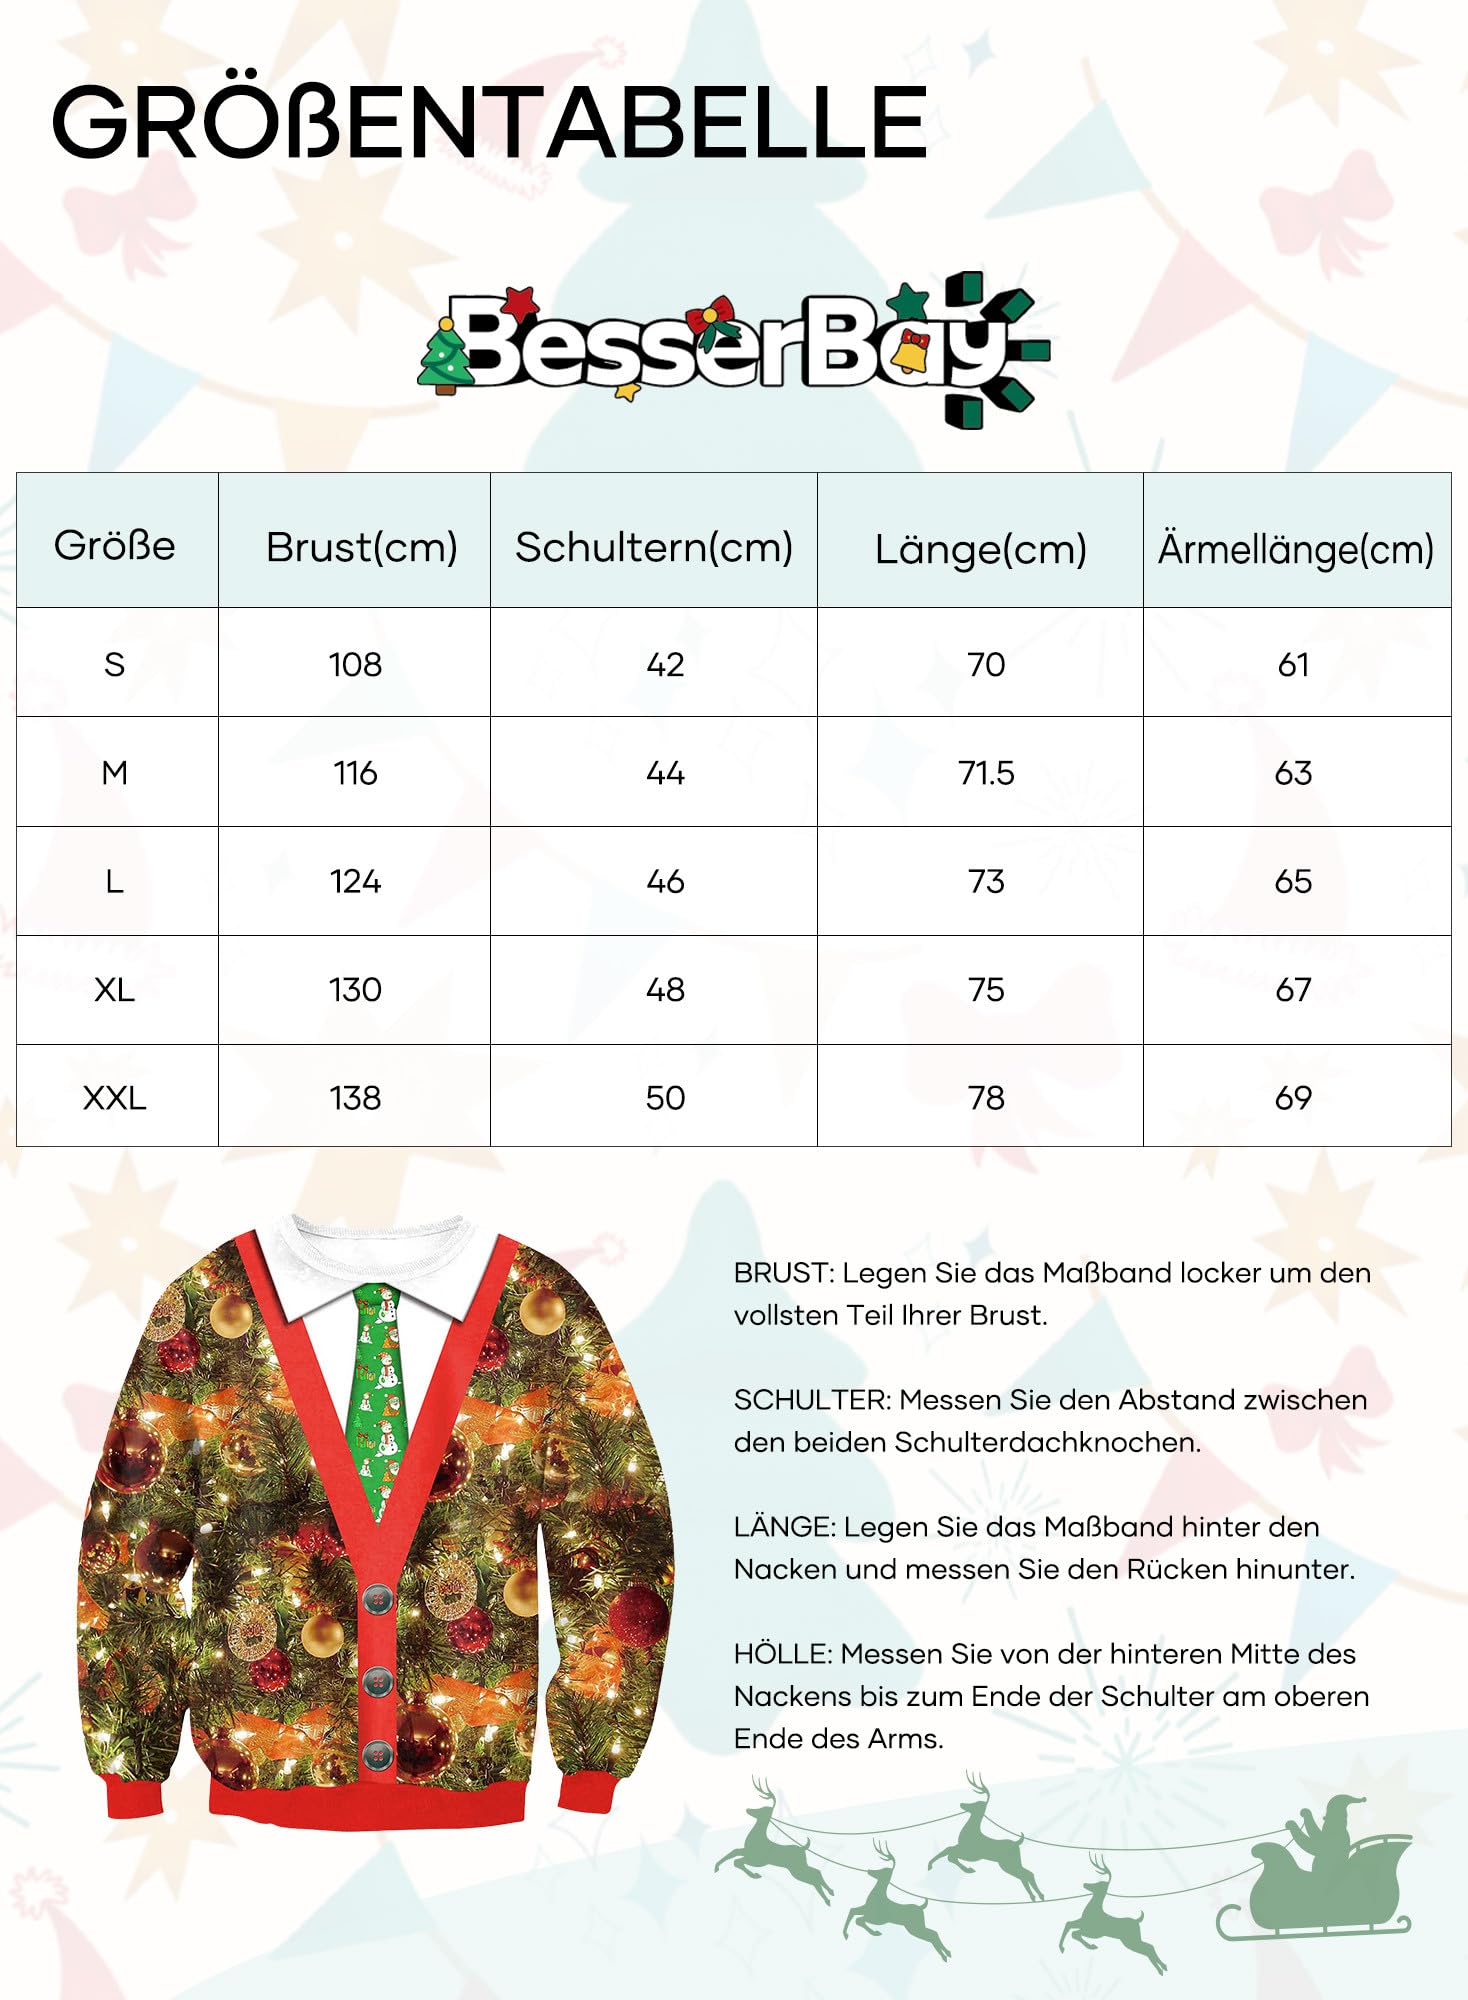 GRÖßENTABELLE
BesserBay
Größe Brust(cm) Schultern(cm) Länge(cm) Ärmellänge(cm)
S 108 42 70 61
M 116 44 71.5 63
L 124 46 73 65
XL 130 48 75 67
XXL 138 50 78 69
BRUST: Legen Sie das Maßband locker um den
vollsten Teil Ihrer Brust.
SCHULTER: Messen Sie den Abstand zwischen
den beiden Schulterdachknochen.
LÄNGE: Legen Sie das Maßband hinter den
Nacken und messen Sie den Rücken hinunter.
HÖLLE: Messen Sie von der hinteren Mitte des
Nackens bis zum Ende der Schulter am oberen
Ende des Arms.